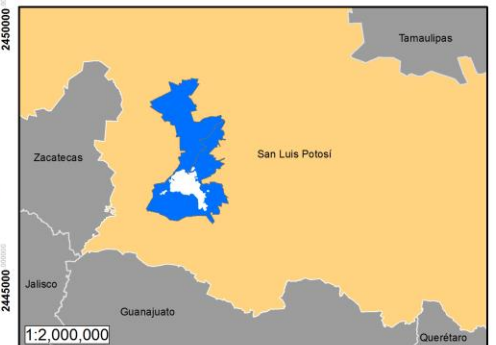 2450000
Tamaulipas
Zacatecas
San Luis Potosí
2445000
Jalisco
Guanajuato
1:2,000,000
Querétaro